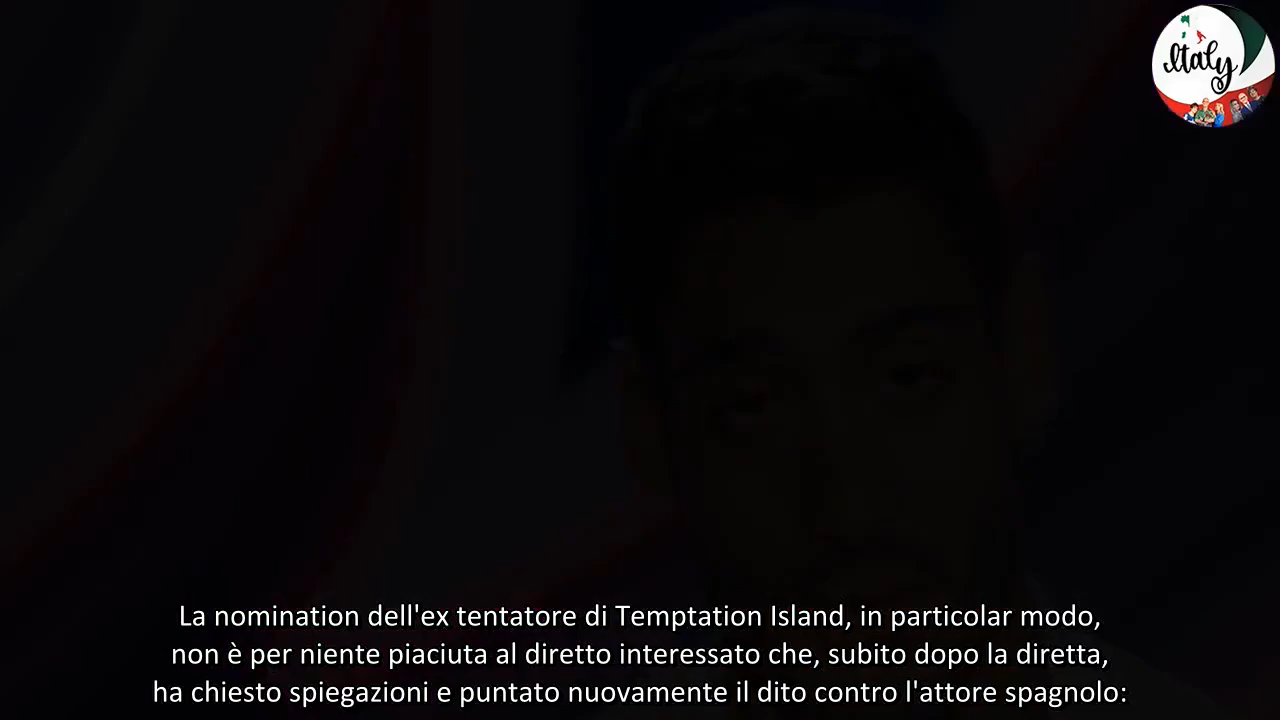 Italy
La nomination dell'ex tentatore di Temptation Island, in particolar modo,
non è per niente piaciuta al diretto interessato che, subito dopo la diretta,
ha chiesto spiegazioni e puntato nuovamente il dito contro l'attore spagnolo: